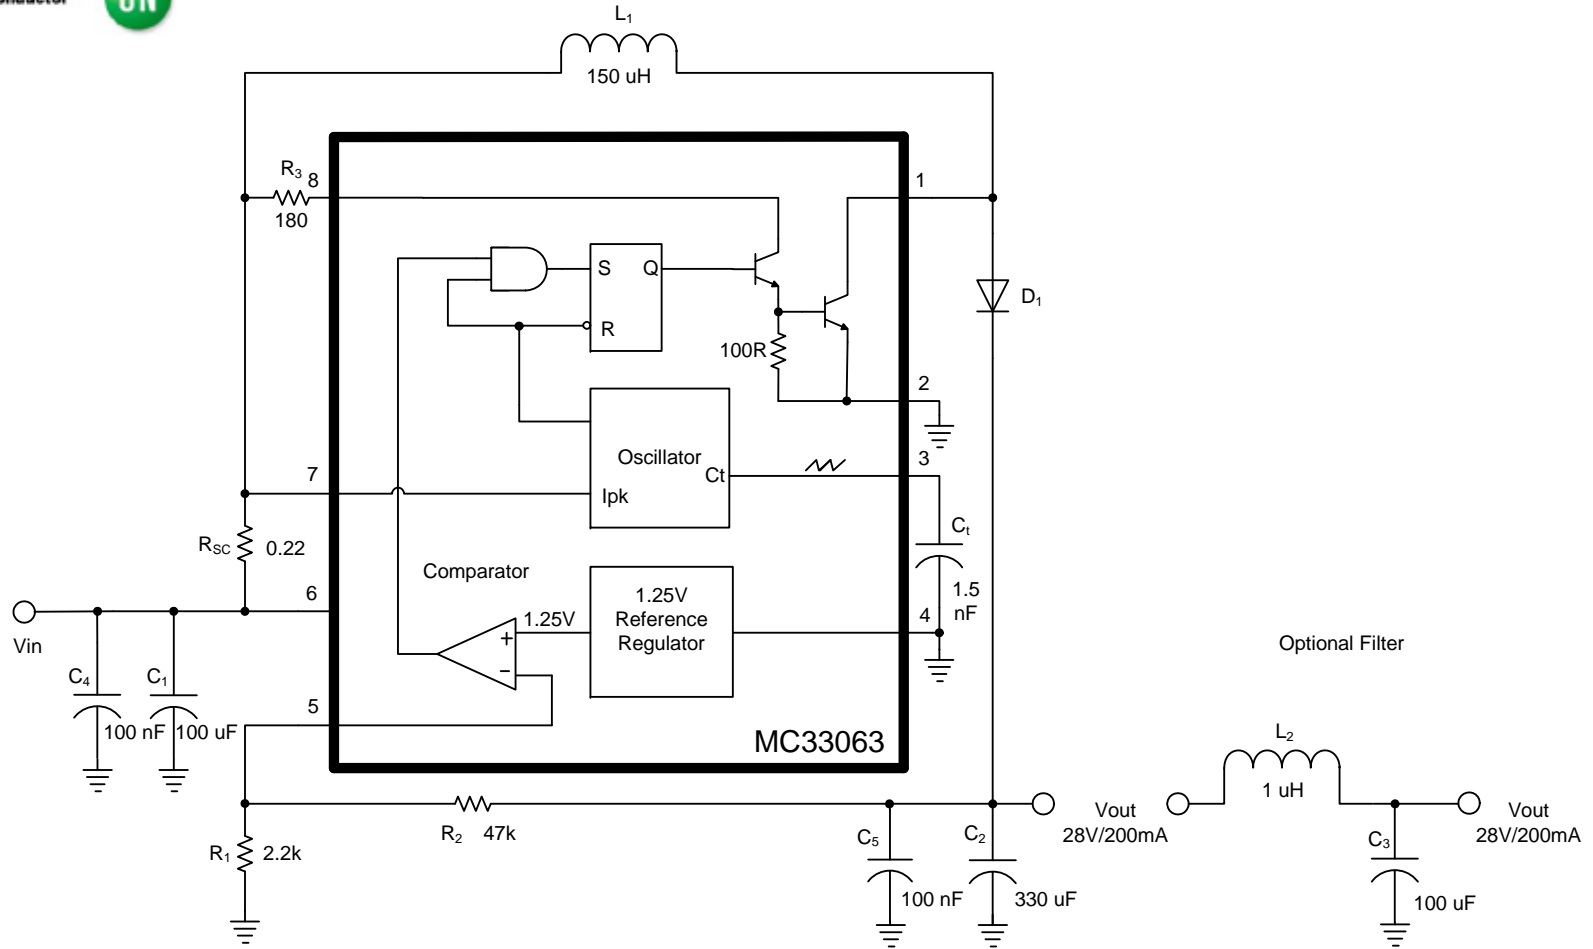 ON
L1
150 uH
R3
8
180
1
S
Q
R
D1
100R
2
Oscillator
Ct
3
7
Ipk
Ct
RSC
0.22
Comparator
1.5
nF
6
1.25V
1.25V
Reference
Regulator
4
+
-
Vin
Optional Filter
C4
C1
100 nF
100 uF
5
MC33063
L2
1 uH
R2
47k
Vout
28V/200mA
Vout
28V/200mA
R1
2.2k
C5
C2
C3
100 nF
330 uF
100 uF